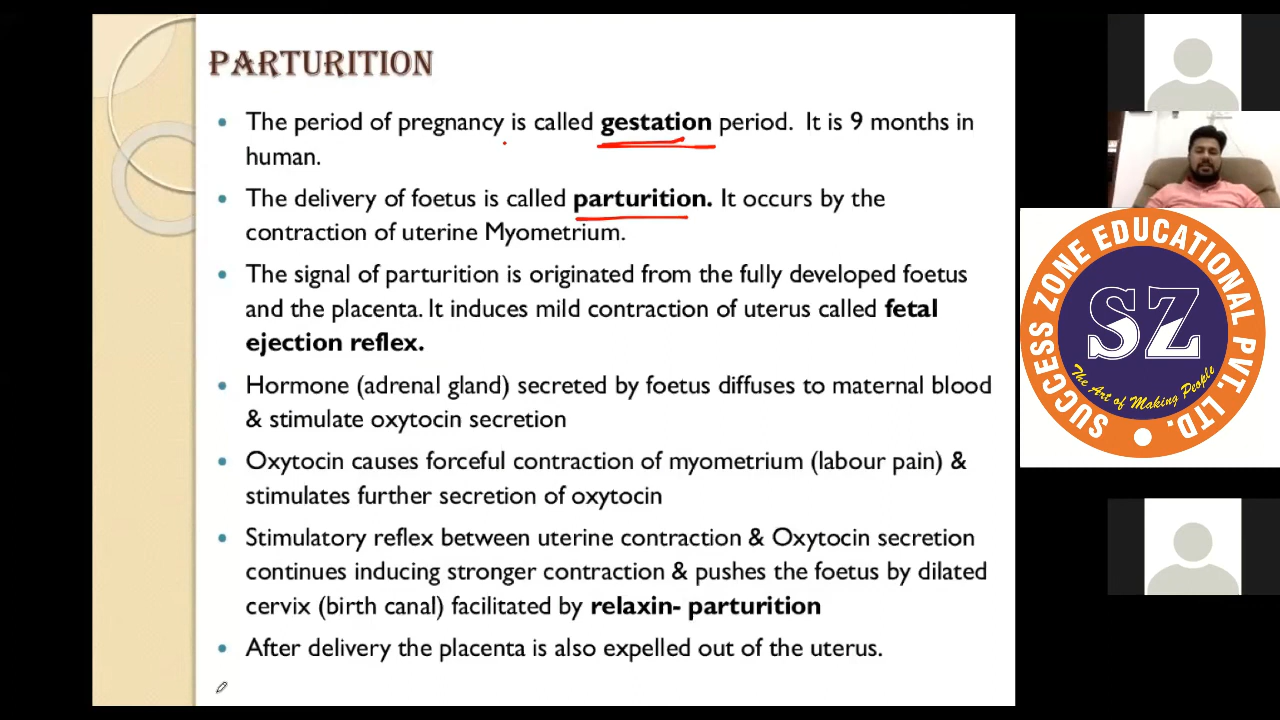 PARTURITION
• The period of pregnancy is called gestation period. It is 9 months in
human.
• The delivery of foetus is called parturition. It occurs by the
contraction of uterine Myometrium.
• The signal of parturition is originated from the fully developed foetus
and the placenta. It induces mild contraction of uterus called fetal
ejection reflex.
• Hormone (adrenal gland) secreted by foetus diffuses to maternal blood
& stimulate oxytocin secretion
• Oxytocin causes forceful contraction of myometrium (labour pain) &
stimulates further secretion of oxytocin
• Stimulatory reflex between uterine contraction & Oxytocin secretion
continues inducing stronger contraction & pushes the foetus by dilated
cervix (birth canal) facilitated by relaxin- parturition
• After delivery the placenta is also expelled out of the uterus.
SUCCESS ZONE EDUCATIONAL PVT. LTD.
SZ
The Art of Making People